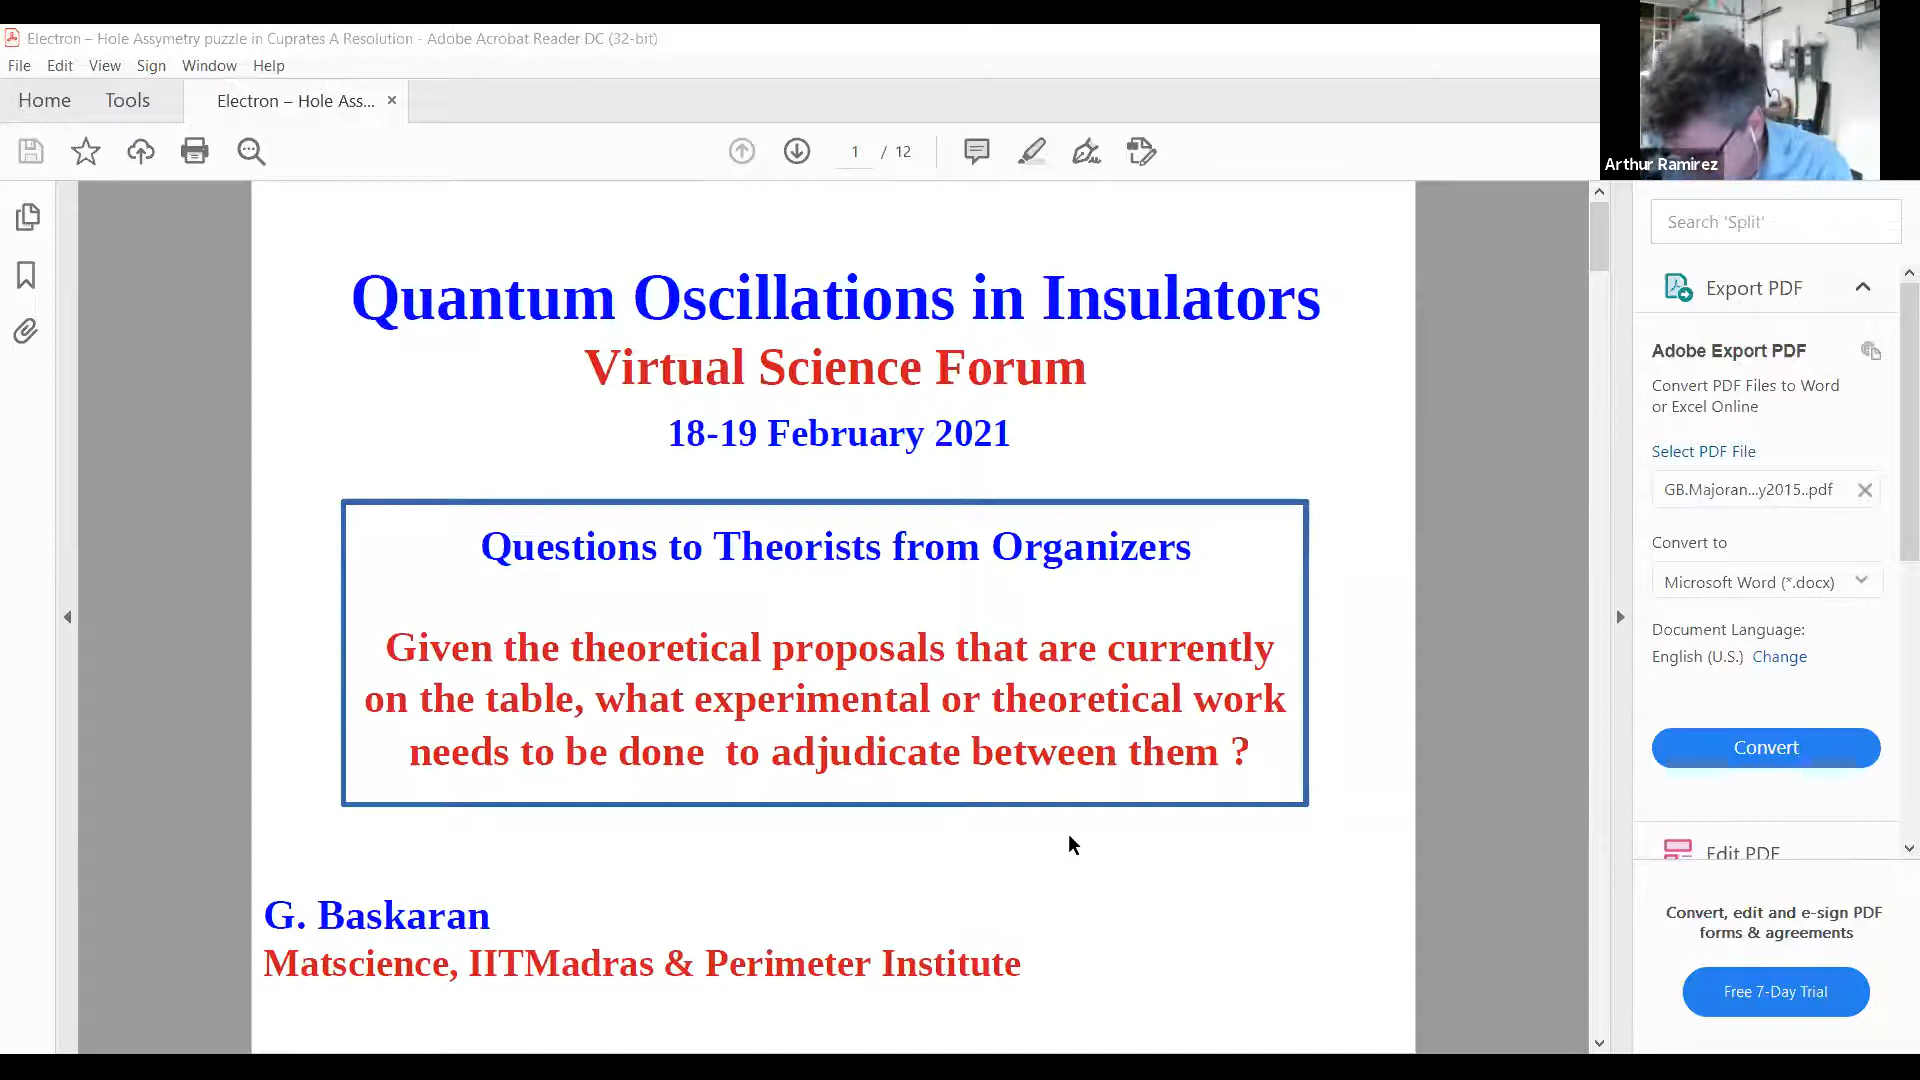 Electron – Hole Assymetry puzzle in Cuprates A Resolution - Adobe Acrobat Reader DC (32-bit)
File Edit View Sign Window Help
Home Tools Electron – Hole Ass... ×
1 / 12
Arthur Ramirez
Quantum Oscillations in Insulators
Virtual Science Forum
18-19 February 2021
Questions to Theorists from Organizers
Given the theoretical proposals that are currently
on the table, what experimental or theoretical work
needs to be done to adjudicate between them ?
G. Baskaran
Matscience, IITMadras & Perimeter Institute
Search 'Split'
Export PDF
Adobe Export PDF
Convert PDF Files to Word
or Excel Online
Select PDF File
GB.Majoran...y2015..pdf
Convert to
Microsoft Word (*.docx)
Document Language:
English (U.S.) Change
Convert
Edit PDF
Convert, edit and e-sign PDF
forms & agreements
Free 7-Day Trial